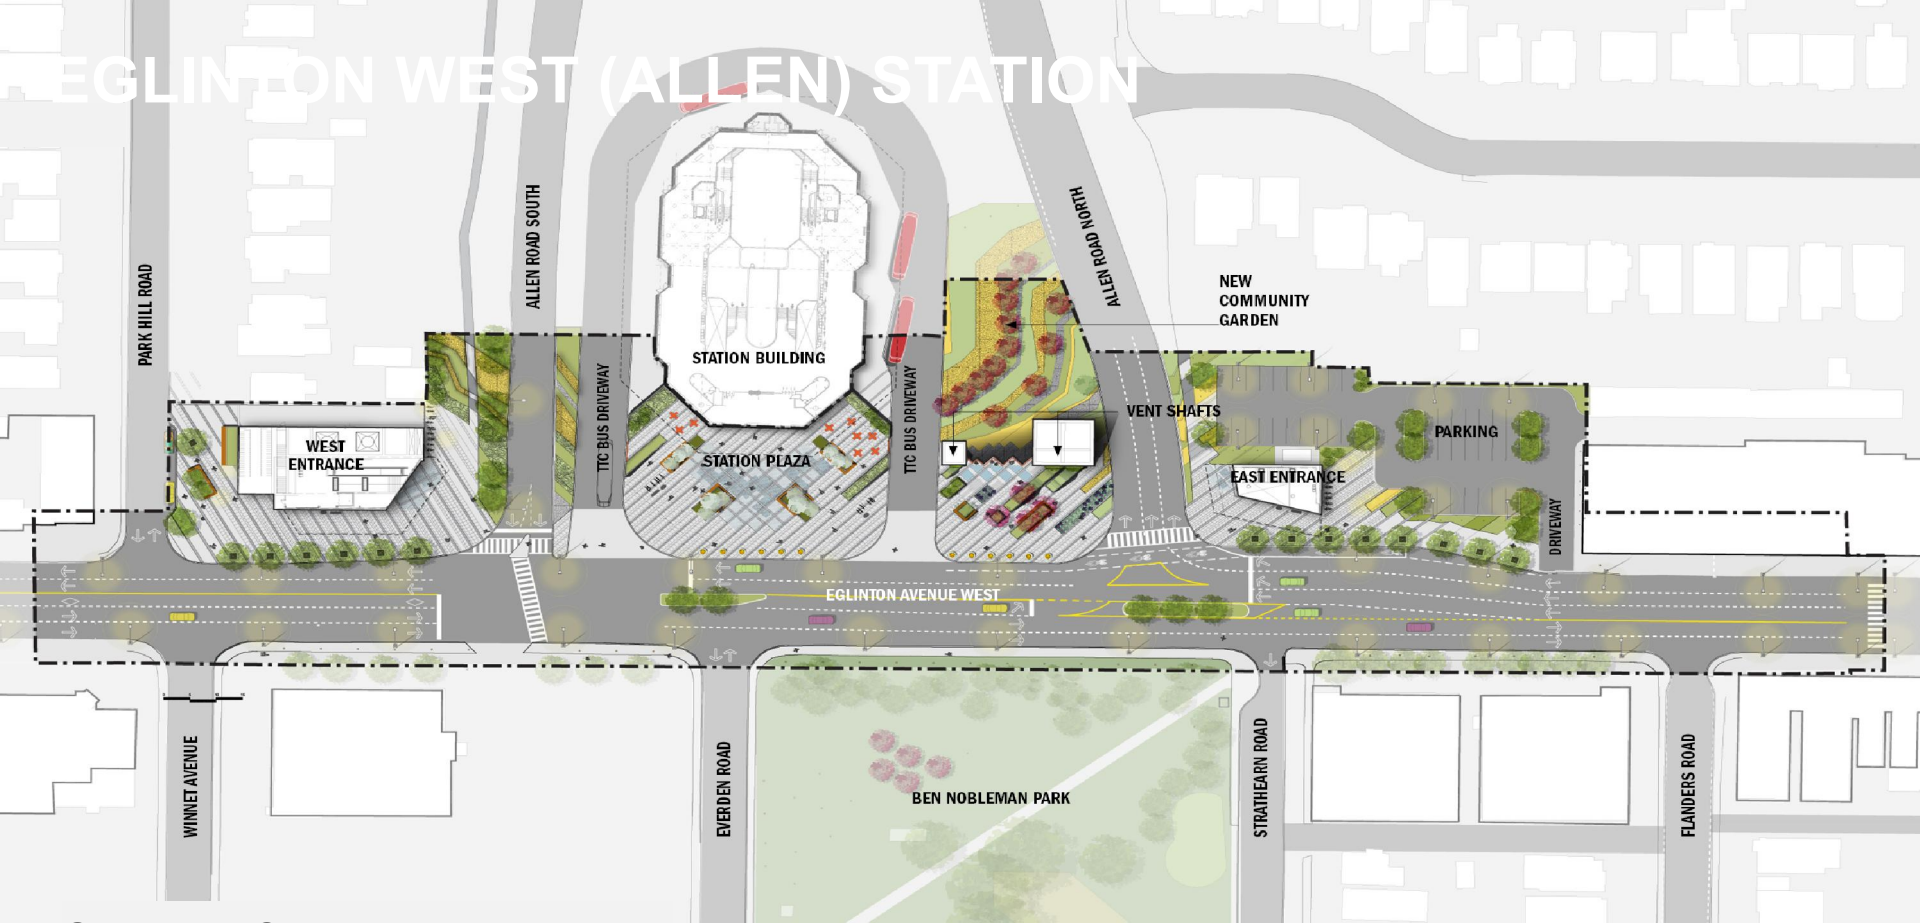 EGLINTON WEST (ALLEN) STATION
PARK HILL ROAD
ALLEN ROAD SOUTH
ALLEN ROAD NORTH
NEW
COMMUNITY
GARDEN
STATION BUILDING
TTC BUS DRIVEWAY
TTC BUS DRIVEWAY
VENT SHAFTS
WEST
ENTRANCE
STATION PLAZA
PARKING
EAST ENTRANCE
DRIVEWAY
EGLINTON AVENUE WEST
WINNET AVENUE
EVERDEN ROAD
BEN NOBLEMAN PARK
STRATHEARN ROAD
FLANDERS ROAD